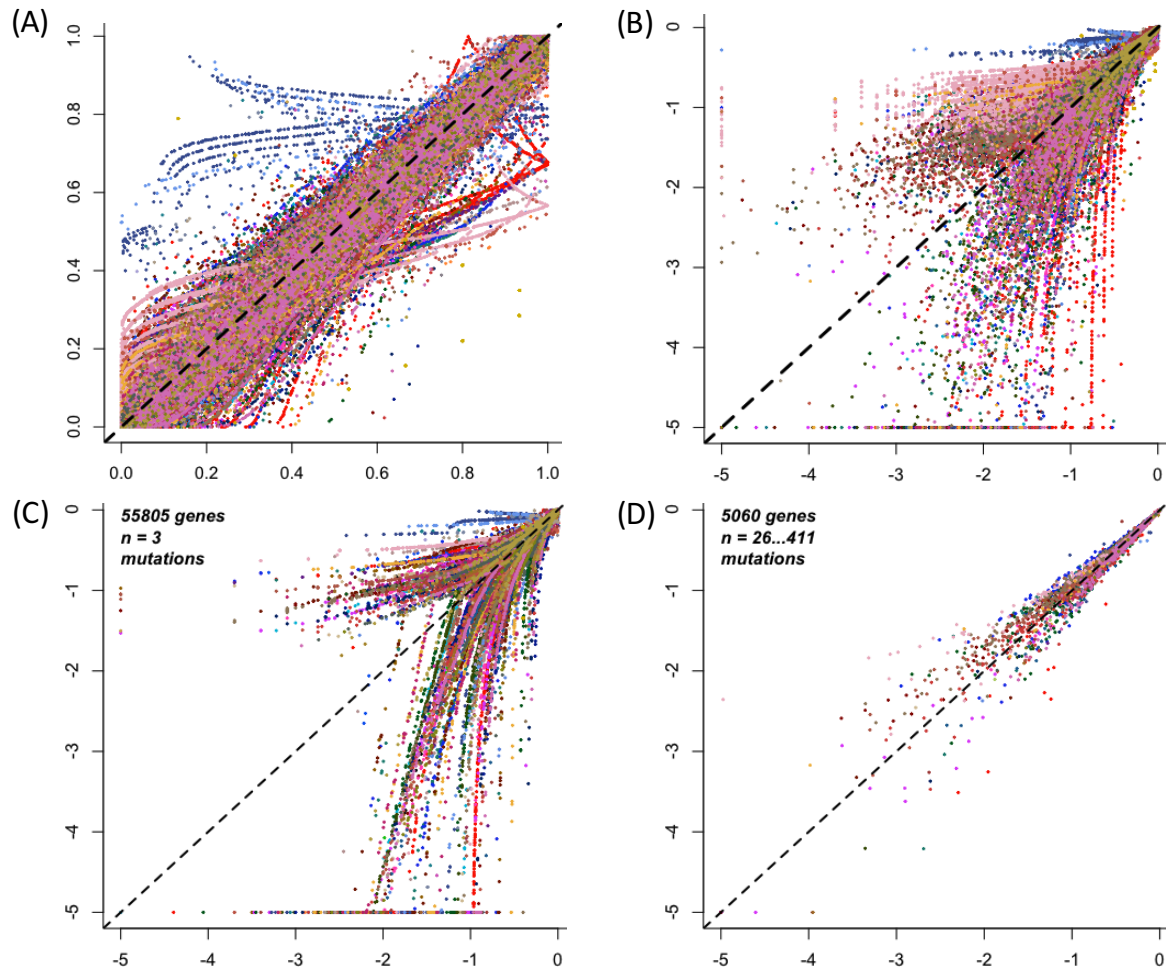 (A)
1.0
0.8
0.6
0.4
0.2
0.0
0.0 0.2 0.4 0.6 0.8 1.0
(B)
0
-1
-2
-3
-4
-5
-5 -4 -3 -2 -1 0
(C)
55805 genes
n = 3
mutations
0
-1
-2
-3
-4
-5
-5 -4 -3 -2 -1 0
(D)
5060 genes
n = 26...411
mutations
0
-1
-2
-3
-4
-5
-5 -4 -3 -2 -1 0